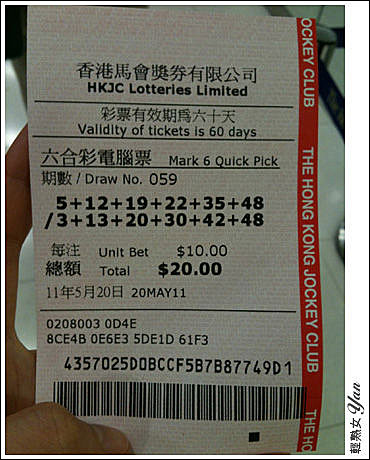 香港馬會獎券有限公司
HKJC Lotteries Limited
彩票有效期為六十天
Validity of tickets is 60 days
六合彩電腦票 Mark 6 Quick Pick
期數 / Draw No. 059
5+12+19+22+35+48
/3+13+20+30+42+48
每注 Unit Bet $10.00
總額 Total $20.00
11年5月20日 20MAY11
0208003 0D4E
8CE4B 0E6E3 5DE1D 61F3
4357025D0BCCF5B7B87749D1
OCKEY CLUB
THE HONG KONG JOCKEY CLUB
THE HO
輕熟女 Yan